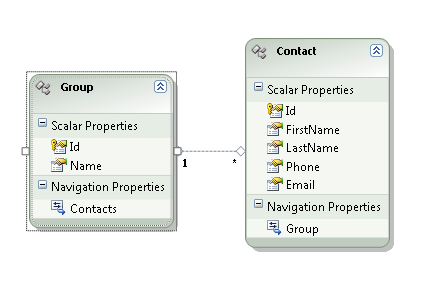 Group
Scalar Properties
Id
Name
Navigation Properties
Contacts
1
*
Contact
Scalar Properties
Id
FirstName
LastName
Phone
Email
Navigation Properties
Group